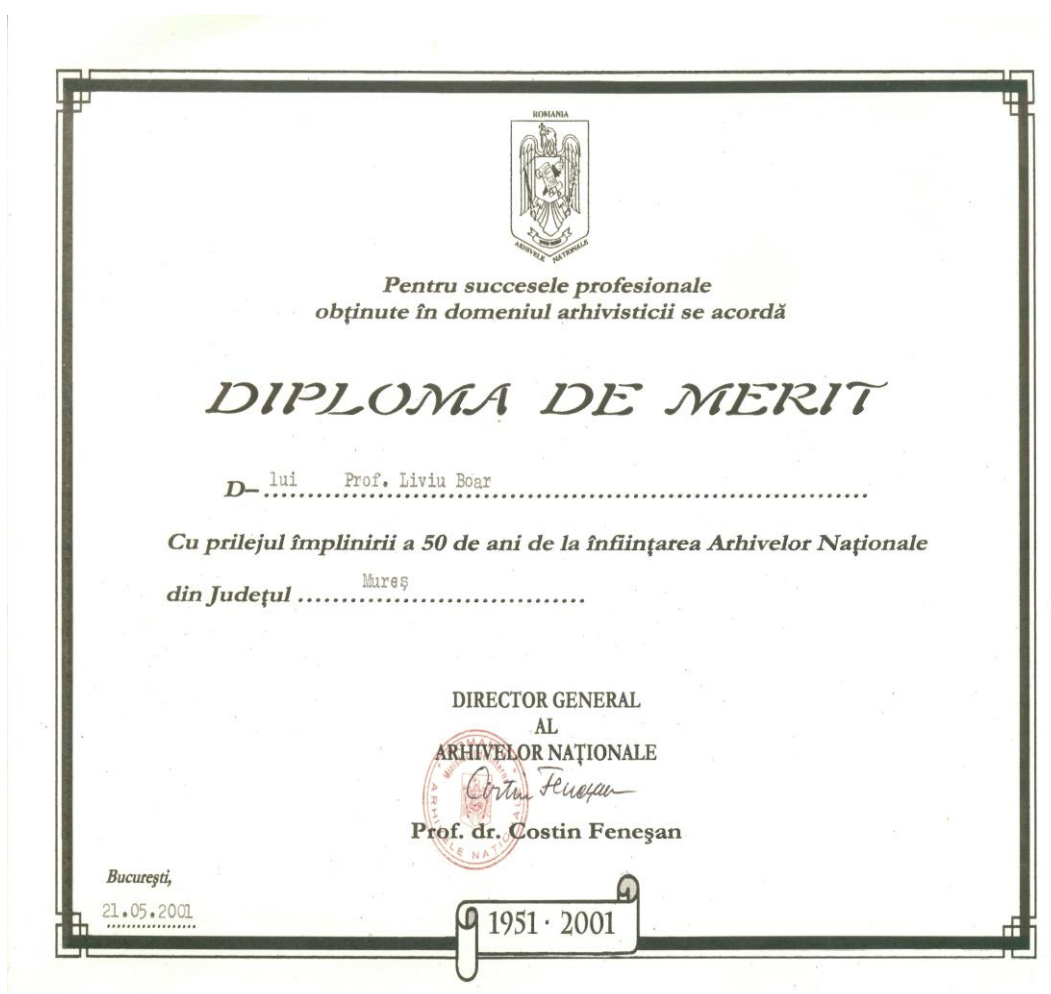 ROMANIA
ARHIVELE NAȚIONALE
Pentru succesele profesionale
obținute în domeniul arhivisticii se acordă
DIPLOMA DE MERIT
D– lui Prof. Liviu Boar
Cu prilejul împlinirii a 50 de ani de la înființarea Arhivelor Naționale
din Județul Mureș
DIRECTOR GENERAL
AL
ARHIVELOR NAȚIONALE
Costin Feneșan
Prof. dr. Costin Feneșan
București,
21.05.2001
1951 · 2001